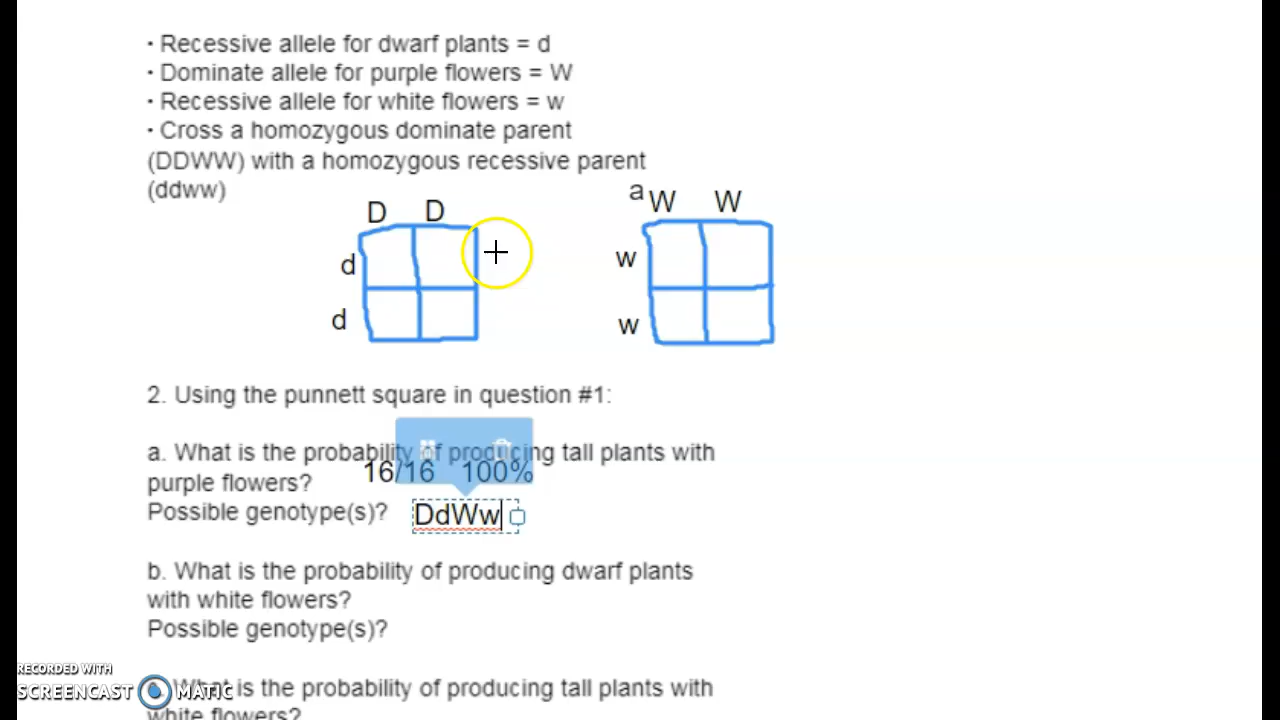 · Recessive allele for dwarf plants = d
· Dominate allele for purple flowers = W
· Recessive allele for white flowers = w
· Cross a homozygous dominate parent
(DDWW) with a homozygous recessive parent
(ddww)
D D
a W W
d
w
d
w
2. Using the punnett square in question #1:
a. What is the probability of producing tall plants with
16/16 100%
purple flowers?
Possible genotype(s)? DdWw
b. What is the probability of producing dwarf plants
with white flowers?
Possible genotype(s)?
RECORDED WITH
SCREENCAST MATIC
What is the probability of producing tall plants with
white flowers?